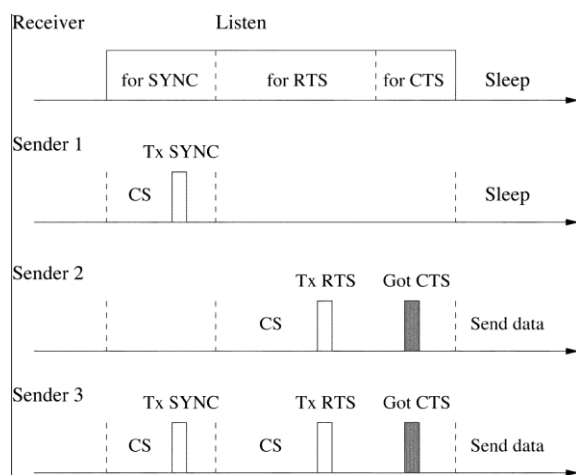 Receiver Listen
for SYNC for RTS for CTS Sleep
Sender 1
Tx SYNC
CS Sleep
Sender 2
Tx RTS Got CTS
CS Send data
Sender 3
Tx SYNC Tx RTS Got CTS
CS CS Send data